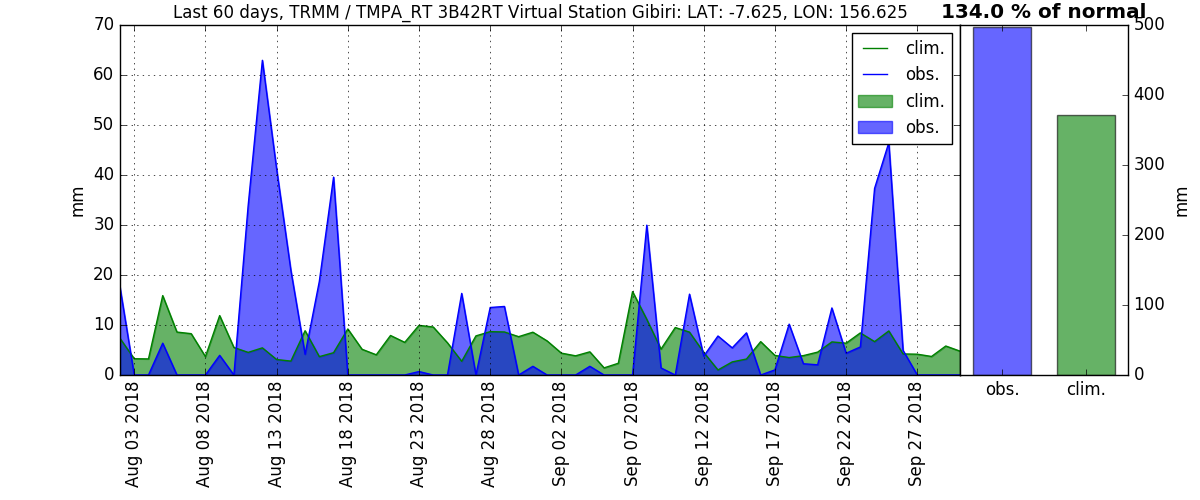 Last 60 days, TRMM / TMPA_RT 3B42RT Virtual Station Gibiri: LAT: -7.625, LON: 156.625
134.0 % of normal
70
60
50
40
30
20
10
0
mm
clim.
obs.
clim.
obs.
Aug 03 2018
Aug 08 2018
Aug 13 2018
Aug 18 2018
Aug 23 2018
Aug 28 2018
Sep 02 2018
Sep 07 2018
Sep 12 2018
Sep 17 2018
Sep 22 2018
Sep 27 2018
500
400
300
200
100
0
mm
obs.
clim.